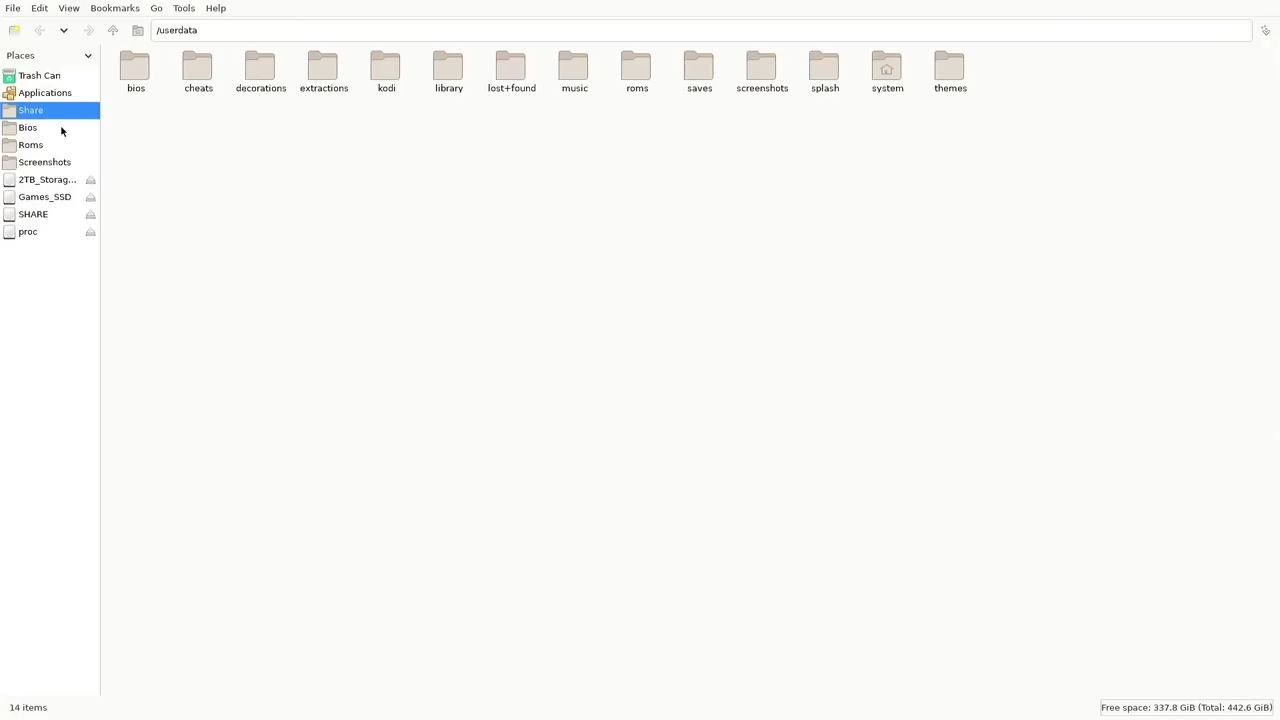 File Edit View Bookmarks Go Tools Help
/userdata
Places
Trash Can
Applications
Share
Bios
Roms
Screenshots
2TB_Storag...
Games_SSD
SHARE
proc
bios cheats decorations extractions kodi library lost+found music roms saves screenshots splash system themes
14 items
Free space: 337.8 GiB (Total: 442.6 GiB)